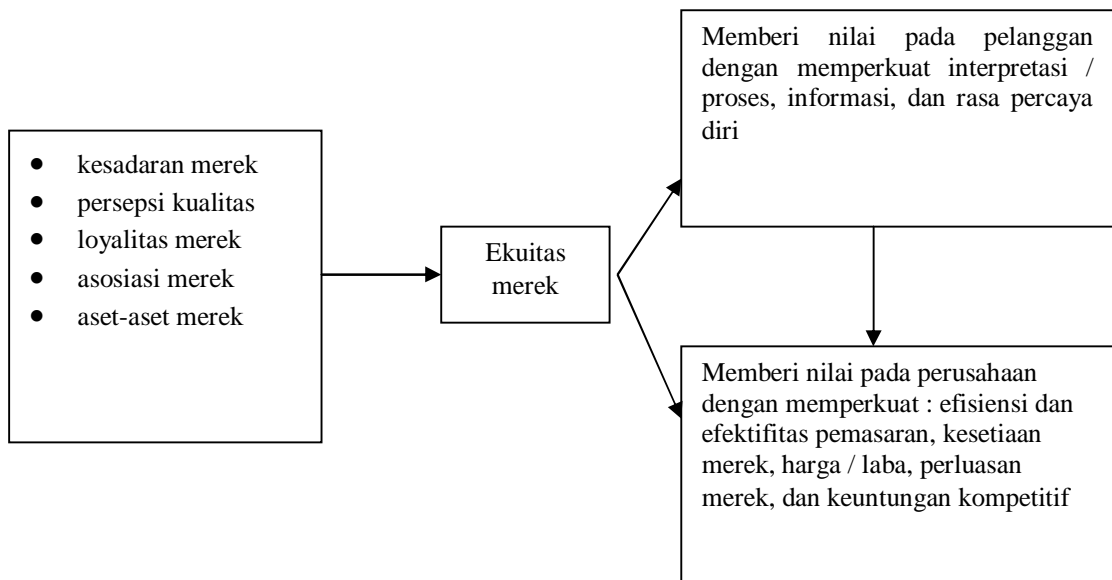 Memberi nilai pada pelanggan
dengan memperkuat interpretasi /
proses, informasi, dan rasa percaya
diri
• kesadaran merek
• persepsi kualitas
• loyalitas merek
• asosiasi merek
• aset-aset merek
Ekuitas
merek
Memberi nilai pada perusahaan
dengan memperkuat : efisiensi dan
efektifitas pemasaran, kesetiaan
merek, harga / laba, perluasan
merek, dan keuntungan kompetitif